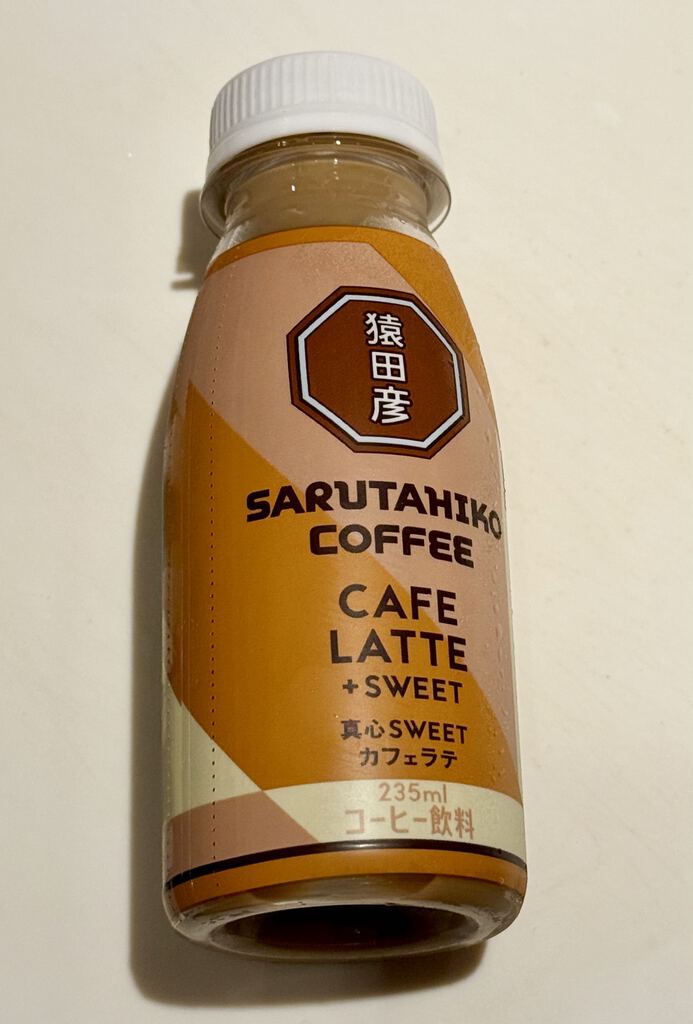 猿田彦
SARUTAHIKO
COFFEE
CAFE
LATTE
+SWEET
真心SWEET
カフェラテ
235ml
コーヒー飲料